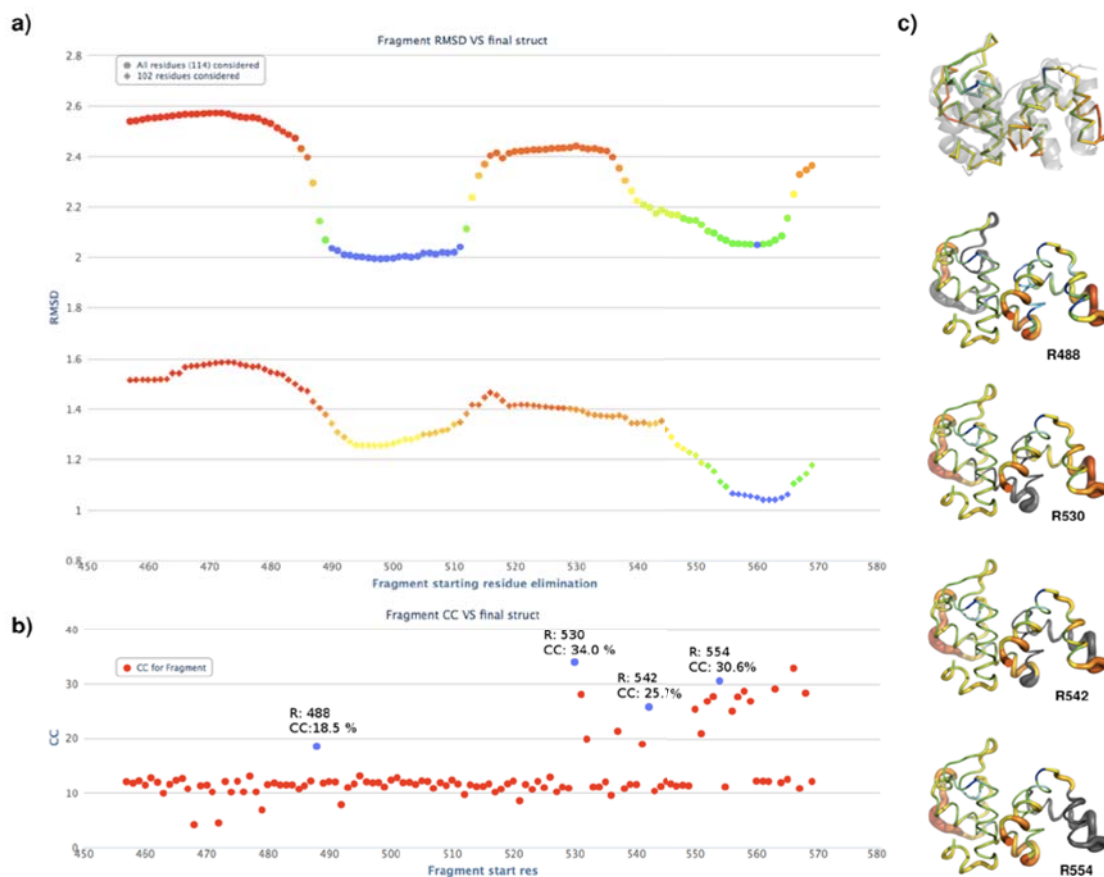 a)
Fragment RMSD VS final struct
2.8
All residues (114) considered
102 residues considered
2.6
2.4
2.2
2
RMSD
1.8
1.6
1.4
1.2
1
0.8
450 460 470 480 490 500 510 520 530 540 550 560 570 580
Fragment starting residue elimination
b)
Fragment CC VS final struct
40
CC for Fragment
R: 530
CC: 34.0 %
R: 554
CC: 30.6%
R: 542
CC: 25.7%
R: 488
CC:18.5 %
30
CC
20
10
0
450 460 470 480 490 500 510 520 530 540 550 560 570 580
Fragment start res
c)
R488
R530
R542
R554